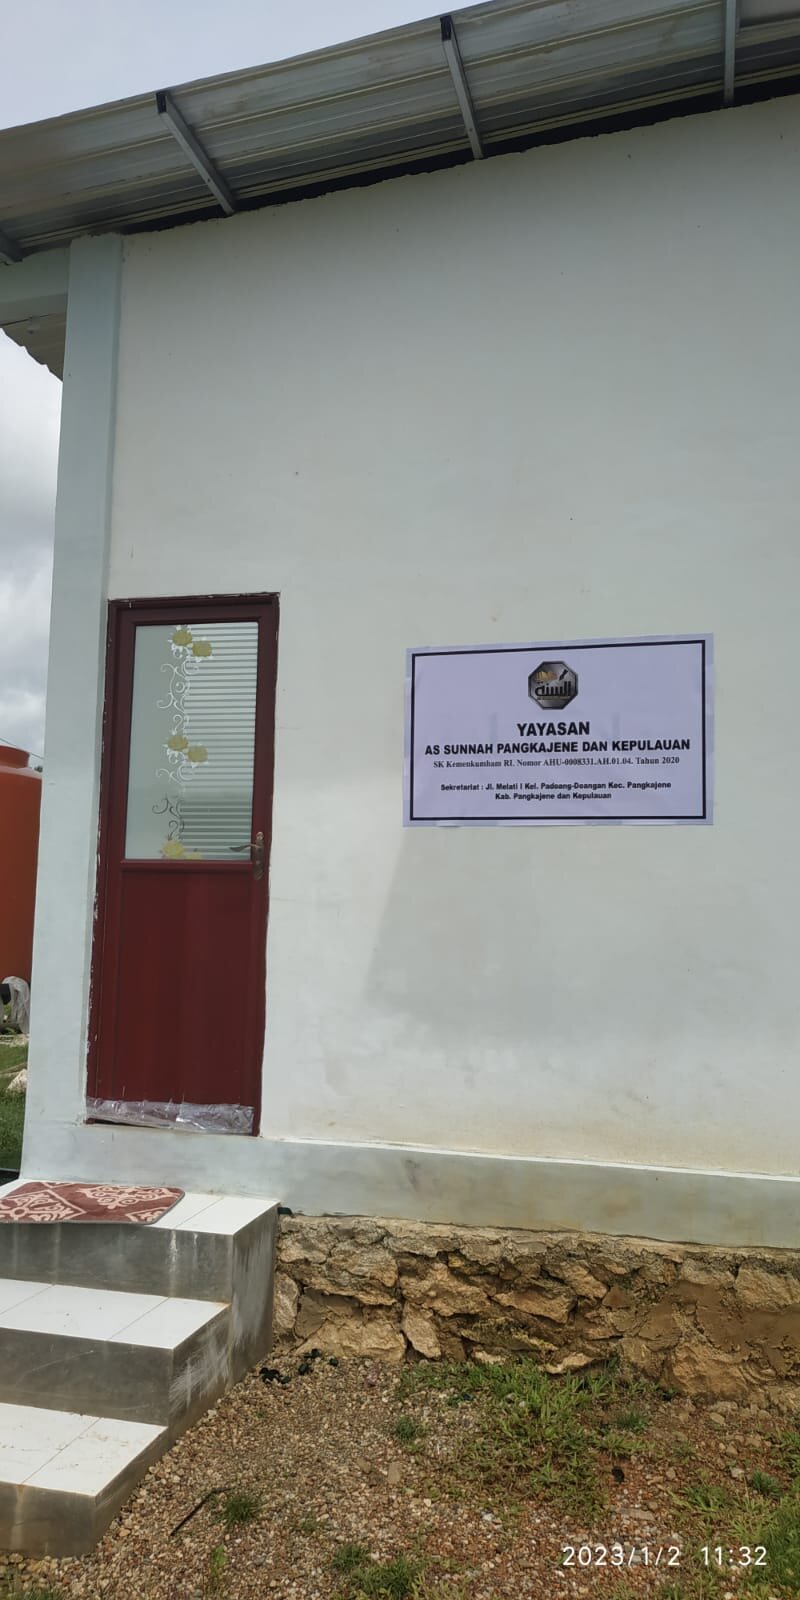 السنة
YAYASAN
AS SUNNAH PANGKAJENE DAN KEPULAUAN
SK Kemenkumham RI. Nomor AHU-0008331.AH.01.04. Tahun 2020
Sekretariat : Jl. Melati I Kel. Padoang-Doangan Kec. Pangkajene
Kab. Pangkajene dan Kepulauan
2023/1/2 11:32